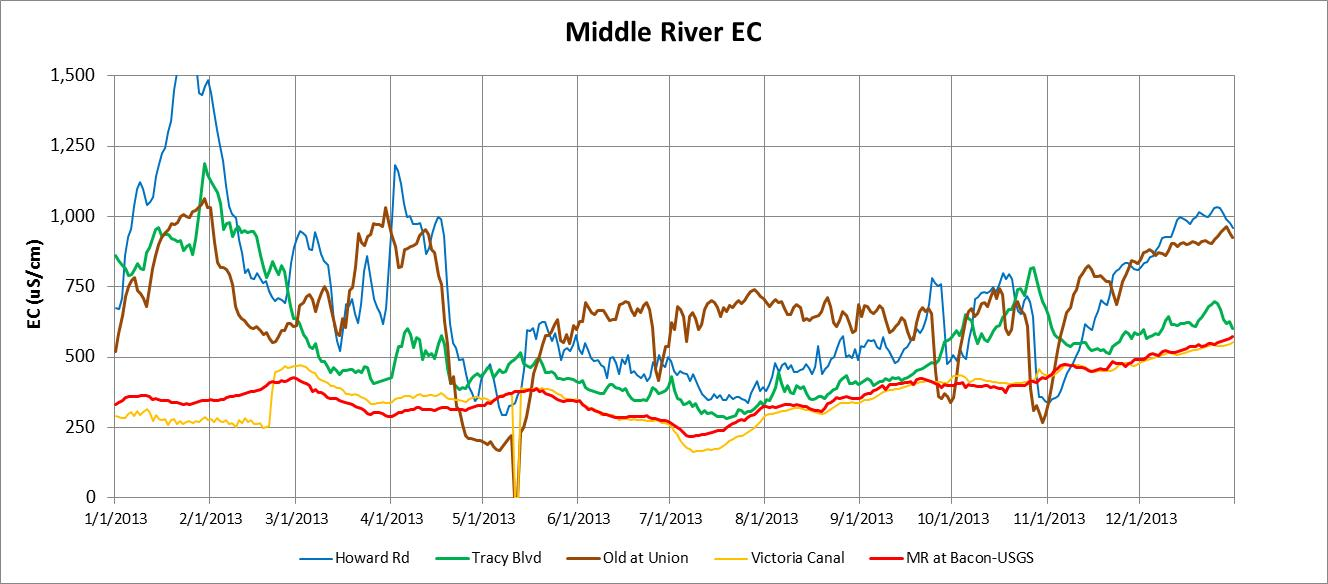 Middle River EC
1,500
1,250
1,000
750
500
250
0
EC (uS/cm)
1/1/2013 2/1/2013 3/1/2013 4/1/2013 5/1/2013 6/1/2013 7/1/2013 8/1/2013 9/1/2013 10/1/2013 11/1/2013 12/1/2013
Howard Rd Tracy Blvd Old at Union Victoria Canal MR at Bacon-USGS